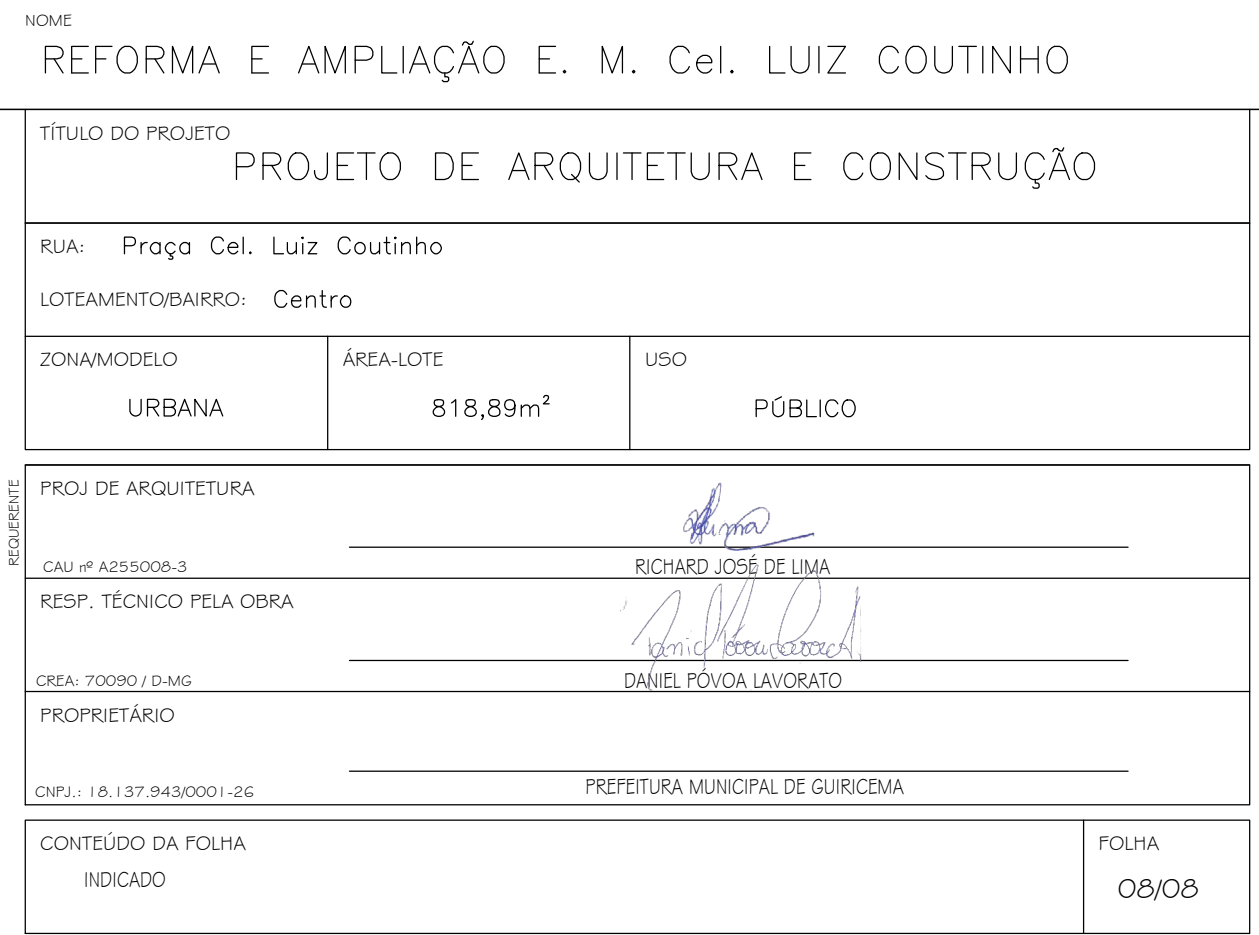 NOME
REFORMA E AMPLIAÇÃO E. M. Cel. LUIZ COUTINHO
TÍTULO DO PROJETO
PROJETO DE ARQUITETURA E CONSTRUÇÃO
RUA: Praça Cel. Luiz Coutinho
LOTEAMENTO/BAIRRO: Centro
ZONA/MODELO ÁREA-LOTE USO
URBANA 818,89m² PÚBLICO
REQUERENTE
PROJ DE ARQUITETURA
CAU nº A255008-3 RICHARD JOSÉ DE LIMA
RESP. TÉCNICO PELA OBRA
CREA: 70090 / D-MG DANIEL PÓVOA LAVORATO
PROPRIETÁRIO
CNPJ.: 18.137.943/0001-26 PREFEITURA MUNICIPAL DE GUIRICEMA
CONTEÚDO DA FOLHA FOLHA
INDICADO 08/08